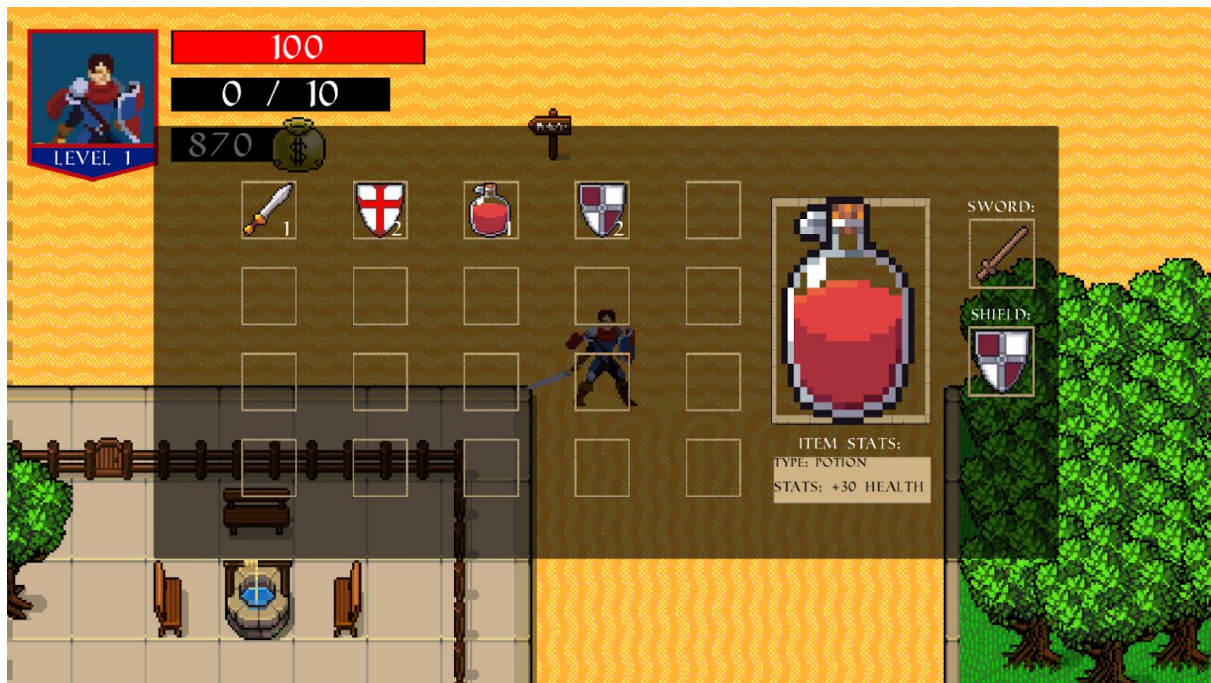 100
0 / 10
870
$
LEVEL 1
1
2
1
2
SWORD:
SHIELD:
ITEM STATS:
TYPE: POTION
STATS: +30 HEALTH